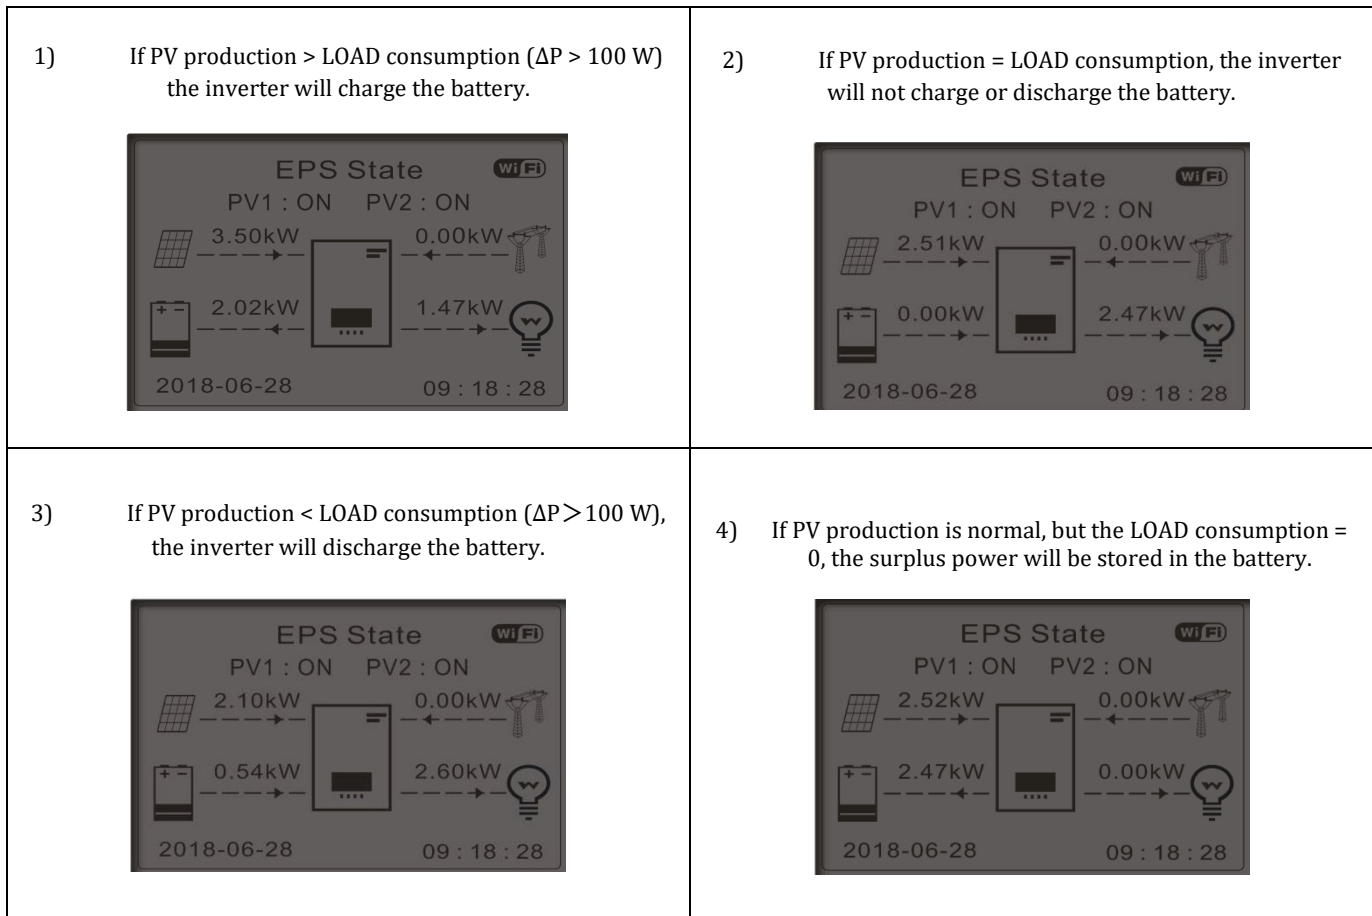 1) If PV production > LOAD consumption (ΔP > 100 W)
the inverter will charge the battery.
EPS State WiFi
PV1 : ON PV2 : ON
3.50kW 0.00kW
2.02kW 1.47kW
2018-06-28 09 : 18 : 28
2) If PV production = LOAD consumption, the inverter
will not charge or discharge the battery.
EPS State WiFi
PV1 : ON PV2 : ON
2.51kW 0.00kW
0.00kW 2.47kW
2018-06-28 09 : 18 : 28
3) If PV production < LOAD consumption (ΔP＞100 W),
the inverter will discharge the battery.
EPS State WiFi
PV1 : ON PV2 : ON
2.10kW 0.00kW
0.54kW 2.60kW
2018-06-28 09 : 18 : 28
4) If PV production is normal, but the LOAD consumption =
0, the surplus power will be stored in the battery.
EPS State WiFi
PV1 : ON PV2 : ON
2.52kW 0.00kW
2.47kW 0.00kW
2018-06-28 09 : 18 : 28